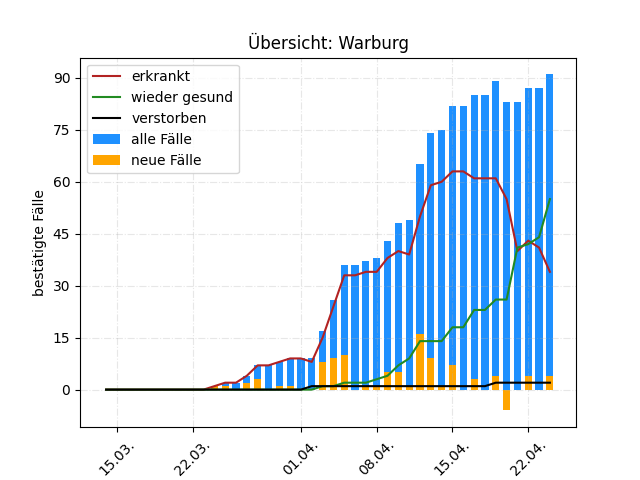 Übersicht: Warburg
erkrankt
wieder gesund
verstorben
alle Fälle
neue Fälle
bestätigte Fälle
90
75
60
45
30
15
0
15.03.
22.03.
01.04.
08.04.
15.04.
22.04.